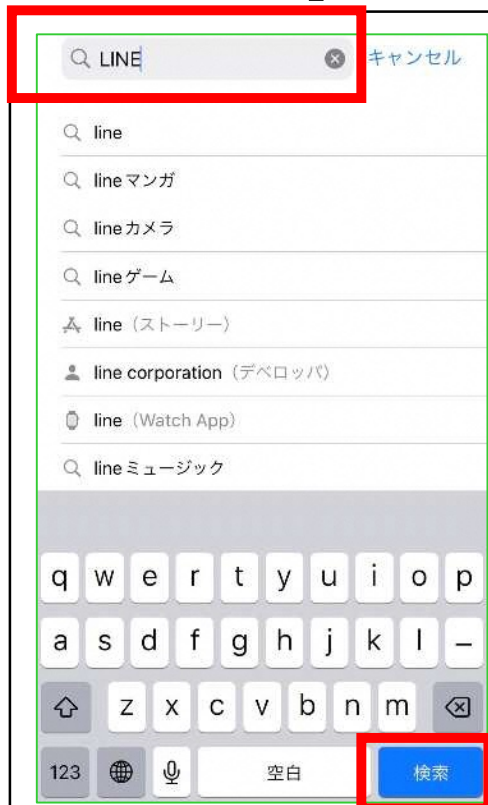 LINE キャンセル
line
lineマンガ
lineカメラ
lineゲーム
line（ストーリー）
line corporation（デベロッパ）
line（Watch App）
lineミュージック
q w e r t y u i o p
a s d f g h j k l –
z x c v b n m
123 空白 検索